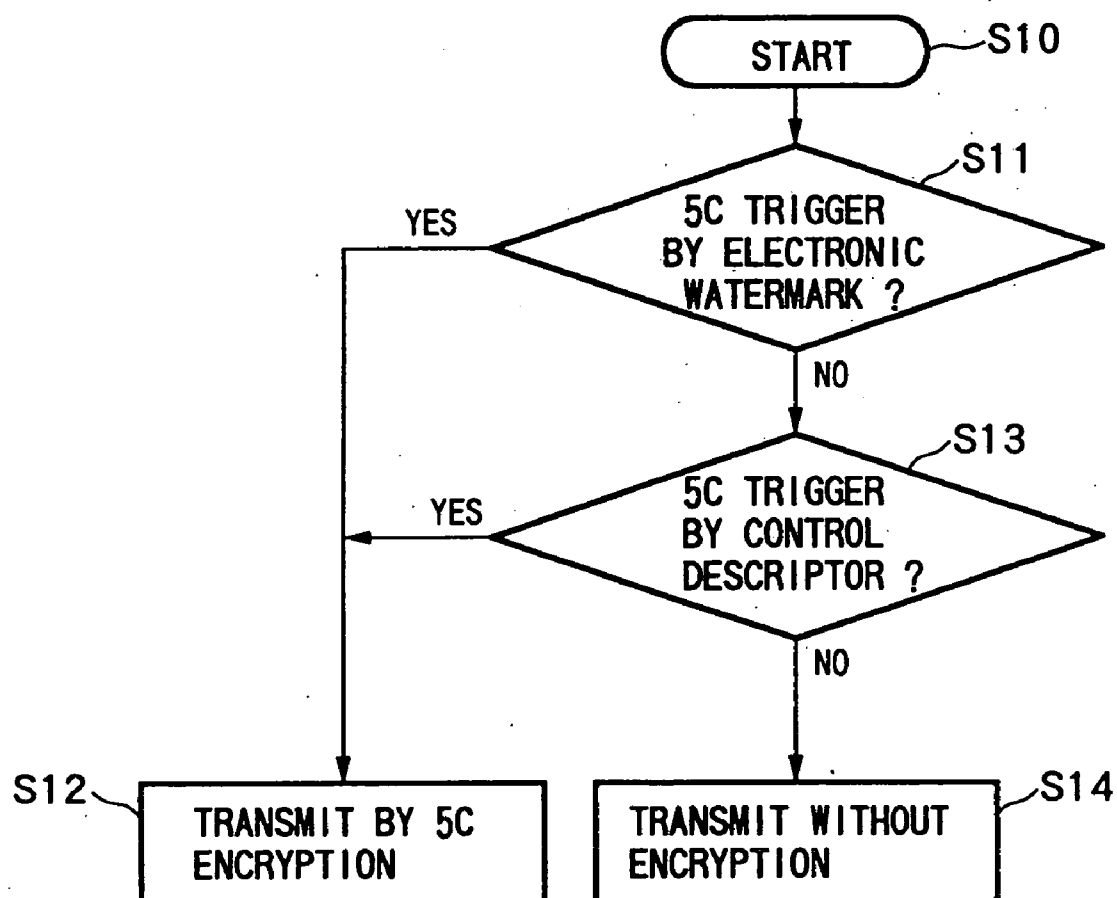 START
S10
S11
5C TRIGGER
BY ELECTRONIC
WATERMARK ?
YES
NO
S13
5C TRIGGER
BY CONTROL
DESCRIPTOR ?
YES
NO
S12
TRANSMIT BY 5C
ENCRYPTION
TRANSMIT WITHOUT
ENCRYPTION
S14